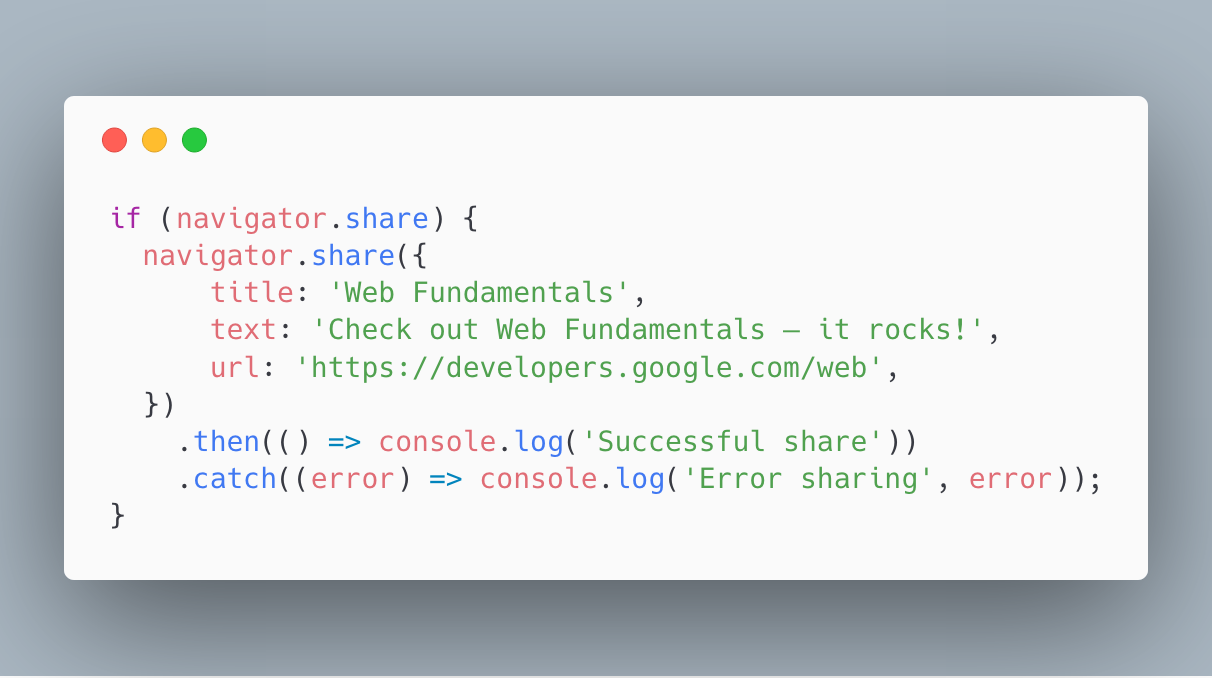 if (navigator.share) {
  navigator.share({
      title: 'Web Fundamentals',
      text: 'Check out Web Fundamentals — it rocks!',
      url: 'https://developers.google.com/web',
  })
    .then(() => console.log('Successful share'))
    .catch((error) => console.log('Error sharing', error));
}